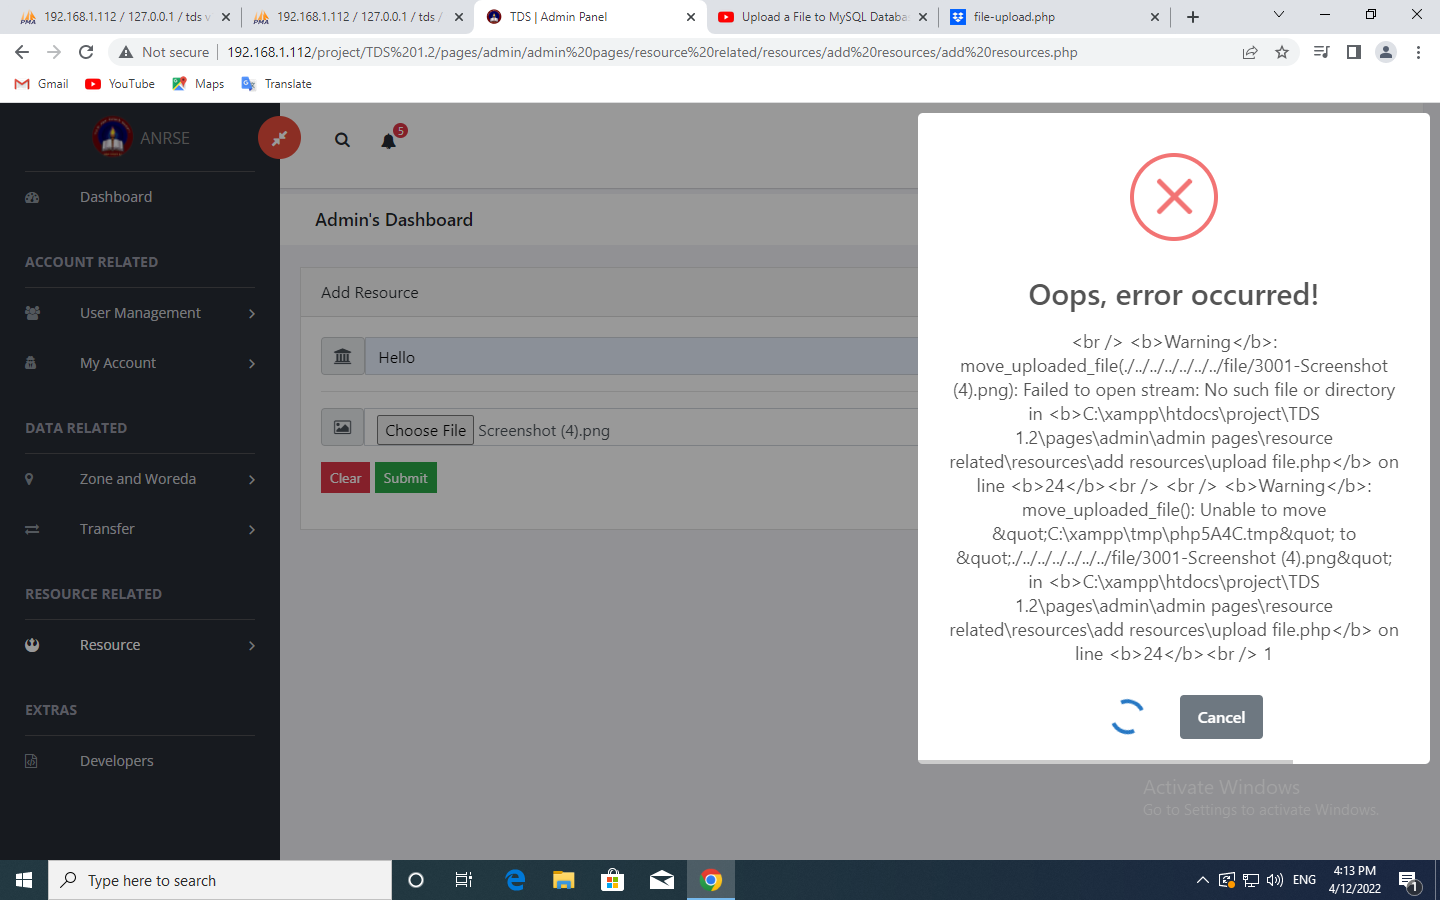 192.168.1.112 / 127.0.0.1 / tds v
192.168.1.112 / 127.0.0.1 / tds /
TDS | Admin Panel
Upload a File to MySQL Databa
file-upload.php
Not secure
192.168.1.112/project/TDS%201.2/pages/admin/admin%20pages/resource%20related/resources/add%20resources/add%20resources.php
Gmail
YouTube
Maps
Translate
ANRSE
5
Dashboard
Admin's Dashboard
ACCOUNT RELATED
User Management
My Account
DATA RELATED
Zone and Woreda
Transfer
RESOURCE RELATED
Resource
EXTRAS
Developers
Add Resource
Hello
Choose File Screenshot (4).png
Clear
Submit
Oops, error occurred!
<br /> <b>Warning</b>:
move_uploaded_file(./../../../../../../../file/3001-Screenshot
(4).png): Failed to open stream: No such file or directory
in <b>C:\xampp\htdocs\project\TDS
1.2\pages\admin\admin pages\resource
related\resources\add resources\upload file.php</b> on
line <b>24</b><br /> <br /> <b>Warning</b>:
move_uploaded_file(): Unable to move
&quot;C:\xampp\tmp\php5A4C.tmp&quot; to
&quot;./../../../../../../../file/3001-Screenshot (4).png&quot;
in <b>C:\xampp\htdocs\project\TDS
1.2\pages\admin\admin pages\resource
related\resources\add resources\upload file.php</b> on
line <b>24</b><br /> 1
Cancel
Activate Windows
Go to Settings to activate Windows.
Type here to search
ENG
4:13 PM
4/12/2022
1